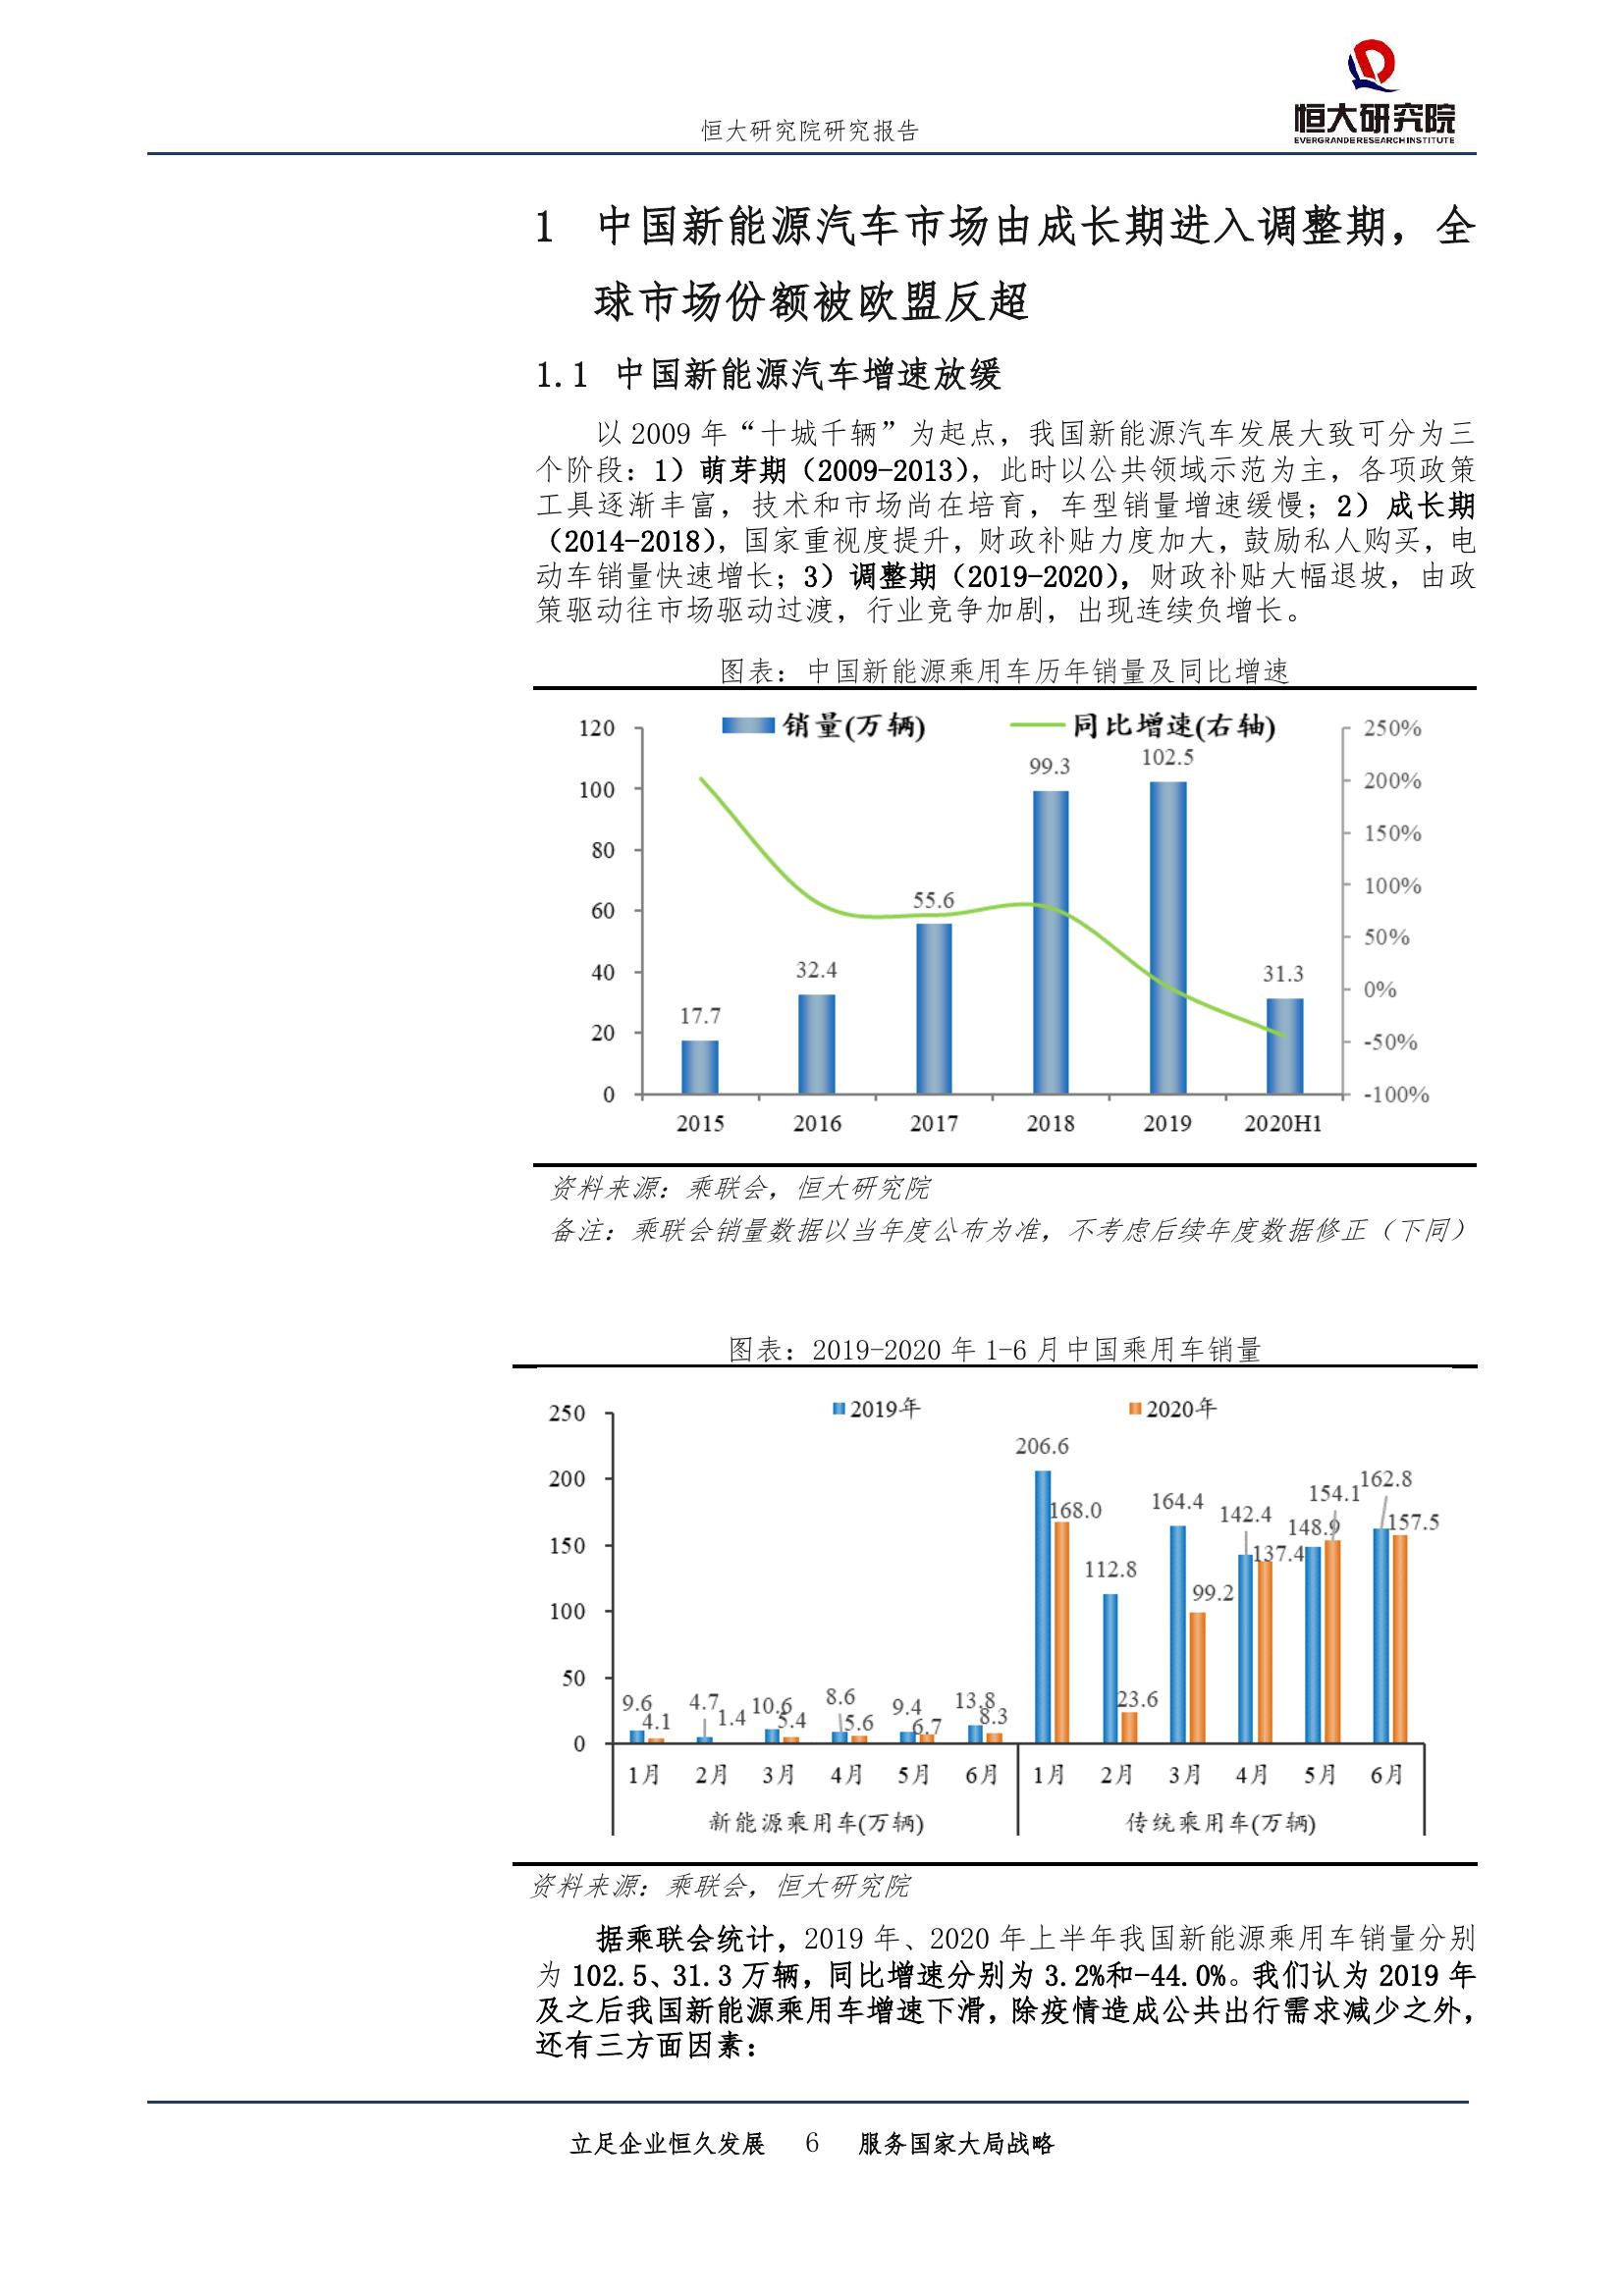 恒大研究院研究报告
恒大研究院
EVERGRANDE RESEARCH INSTITUTE
1 中国新能源汽车市场由成长期进入调整期，全
球市场份额被欧盟反超
1.1 中国新能源汽车增速放缓
以 2009 年“十城千辆”为起点，我国新能源汽车发展大致可分为三
个阶段：1）萌芽期（2009-2013），此时以公共领域示范为主，各项政策
工具逐渐丰富，技术和市场尚在培育，车型销量增速缓慢；2）成长期
（2014-2018），国家重视度提升，财政补贴力度加大，鼓励私人购买，电
动车销量快速增长；3）调整期（2019-2020），财政补贴大幅退坡，由政
策驱动往市场驱动过渡，行业竞争加剧，出现连续负增长。
图表：中国新能源乘用车历年销量及同比增速
销量(万辆) 同比增速(右轴)
120 250%
100 200%
80 150%
60 100%
40 50%
20 0%
0 -50%
-100%
17.7 32.4 55.6 99.3 102.5 31.3
2015 2016 2017 2018 2019 2020H1
资料来源：乘联会，恒大研究院
备注：乘联会销量数据以当年度公布为准，不考虑后续年度数据修正（下同）
图表：2019-2020 年 1-6 月中国乘用车销量
2019年 2020年
250
200
150
100
50
0
9.6 4.1 4.7 1.4 10.6 5.4 8.6 5.6 9.4 6.7 13.8 8.3
206.6 168.0 112.8 23.6 164.4 99.2 142.4 137.4 148.9 154.1 162.8 157.5
1月 2月 3月 4月 5月 6月 1月 2月 3月 4月 5月 6月
新能源乘用车(万辆) 传统乘用车(万辆)
资料来源：乘联会，恒大研究院
据乘联会统计，2019 年、2020 年上半年我国新能源乘用车销量分别
为 102.5、31.3 万辆，同比增速分别为 3.2%和-44.0%。我们认为 2019 年
及之后我国新能源乘用车增速下滑，除疫情造成公共出行需求减少之外，
还有三方面因素：
立足企业恒久发展 6 服务国家大局战略